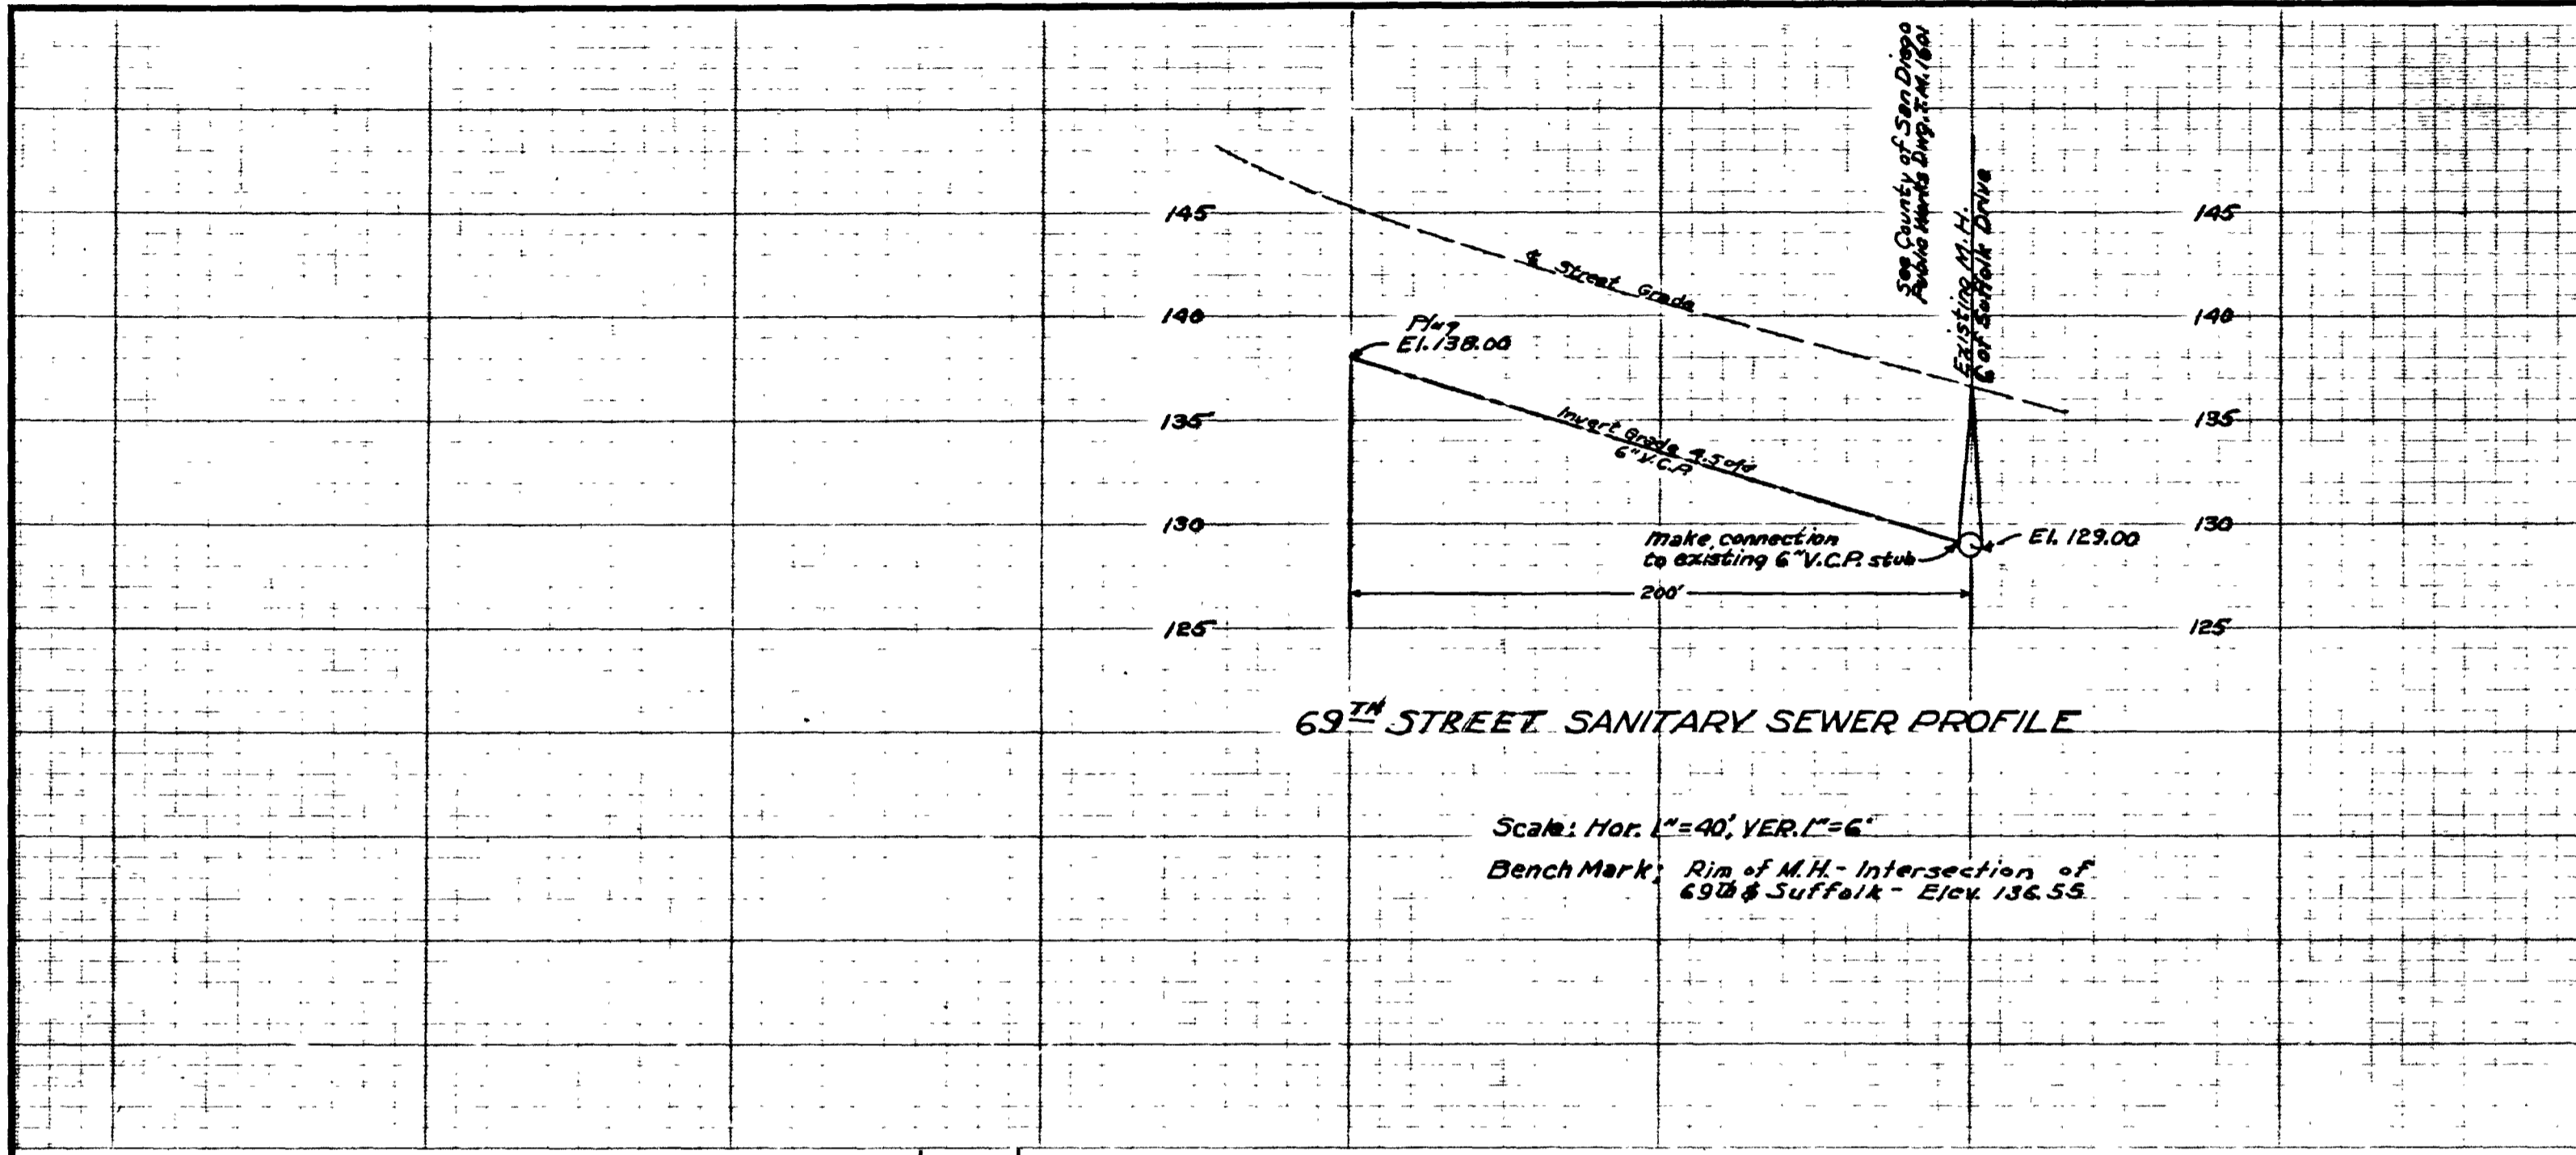 See County of San Diego
Public Works Dwg. T.M. 1601
Existing M.H.
℄ of Suffolk Drive
145
145
℄ Street Grade
140
140
Plug
El. 138.00
135
135
Invert Grade 4.50%
6" V.C.P.
130
130
make connection
to existing 6" V.C.P. stub
El. 129.00
200'
125
125
69TH STREET SANITARY SEWER PROFILE
Scale: Hor. 1"=40', VER. 1"=6'
Bench Mark: Rim of M.H. - Intersection of
69th & Suffolk - Elev. 136.55